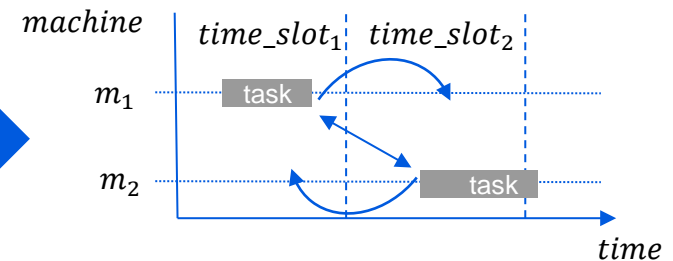 machine
time_slot₁ time_slot₂
m₁ task
m₂ task
time